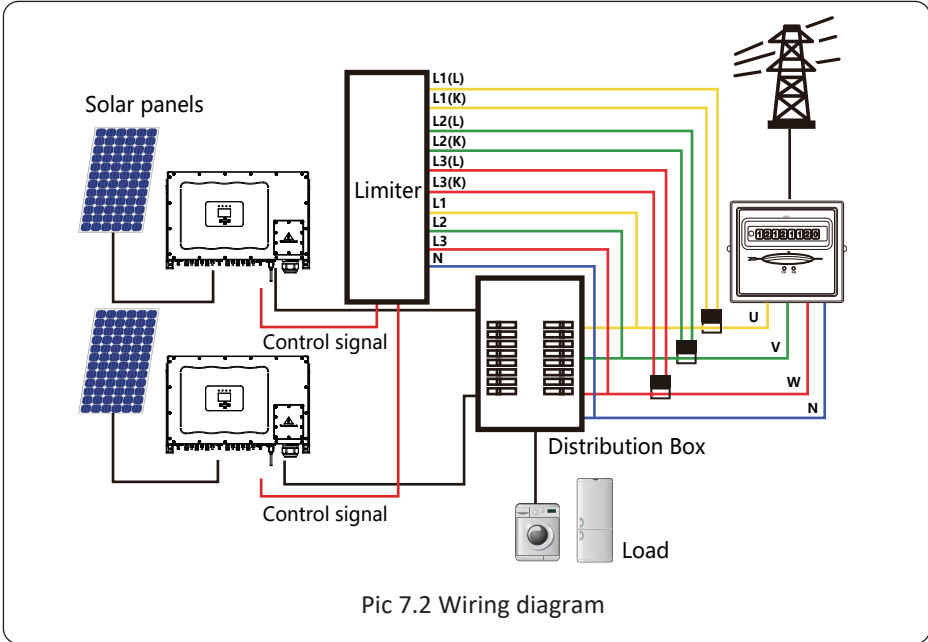 Solar panels
Limiter
L1(L)
L1(K)
L2(L)
L2(K)
L3(L)
L3(K)
L1
L2
L3
N
12121120
U
V
W
N
Control signal
Control signal
Distribution Box
Load
Pic 7.2 Wiring diagram